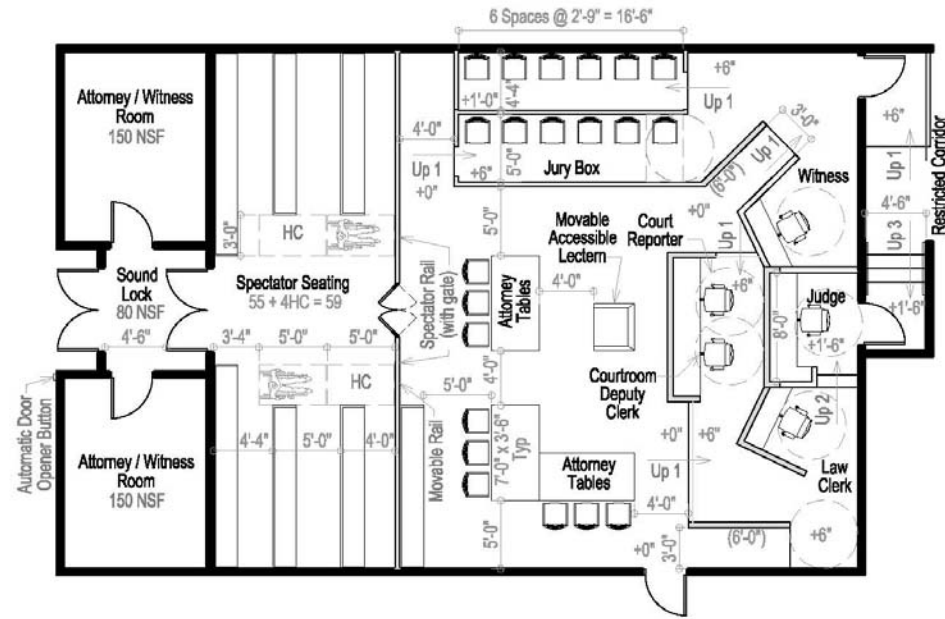 6 Spaces @ 2'-9" = 16'-6"
Attorney / Witness
Room
150 NSF
+1'-0"
4'-4"
+6"
Up 1
3'-0"
+6"
4'-0"
Up 1
+0"
+6"
5'-0"
Jury Box
(6'-0")
Up 1
Witness
Up 1
4'-6"
Up 3
Restricted Corridor
+0"
Up 1
3'-0"
HC
5'-0"
Movable
Accessible
Lectern
Court
Reporter
+6"
Sound
Lock
80 NSF
4'-6"
Spectator Seating
55 + 4HC = 59
Spectator Rail
(with gate)
Attorney
Tables
4'-0"
Judge
8'-0"
+1'-6"
+1'-6"
3'-4"
5'-0"
5'-0"
HC
4'-0"
5'-0"
Courtroom
Deputy
Clerk
Up 2
Automatic Door
Opener Button
Attorney / Witness
Room
150 NSF
4'-4"
5'-0"
4'-0"
Movable Rail
7'-0" x 3'-6"
Typ
Attorney
Tables
+0"
+6"
Up 1
4'-0"
Law
Clerk
5'-0"
+0"
3'-0"
(6'-0")
+6"